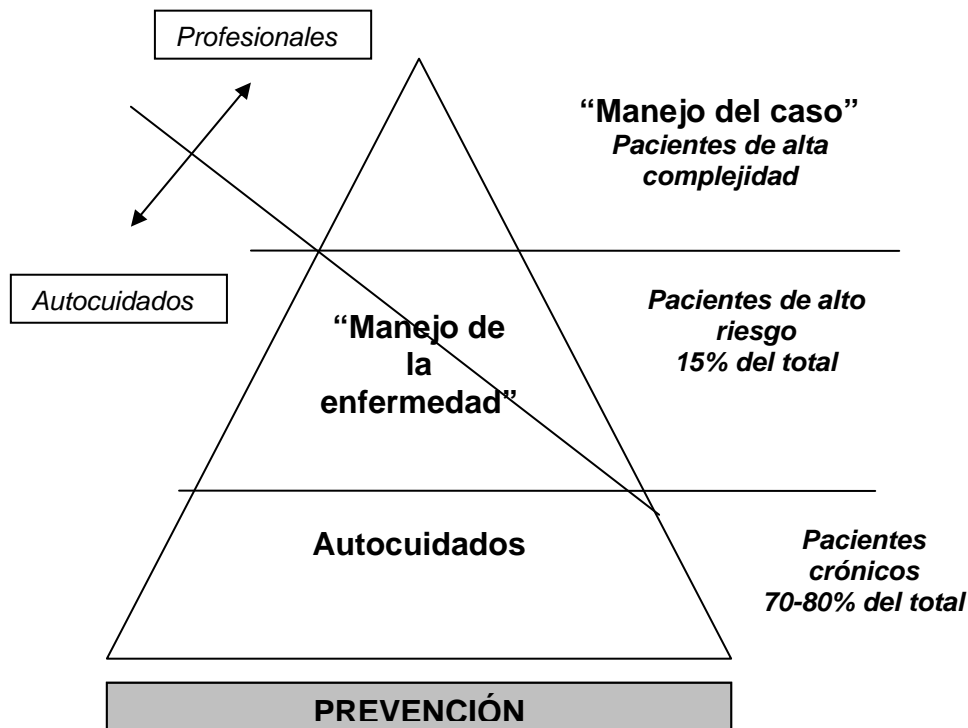 Profesionales
“Manejo del caso”
Pacientes de alta
complejidad
Autocuidados
“Manejo de
la
enfermedad”
Pacientes de alto
riesgo
15% del total
Autocuidados
Pacientes
crónicos
70-80% del total
PREVENCIÓN